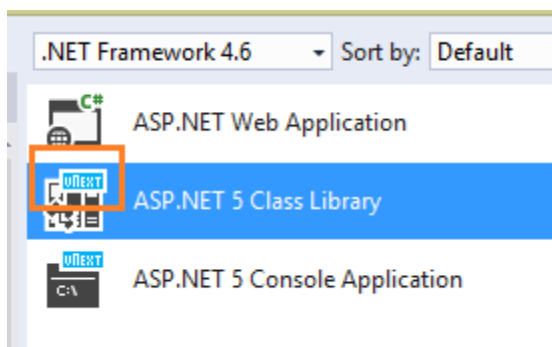 .NET Framework 4.6 Sort by: Default
C#
ASP.NET Web Application
vNEXT
ASP.NET 5 Class Library
vNEXT
C:\
ASP.NET 5 Console Application